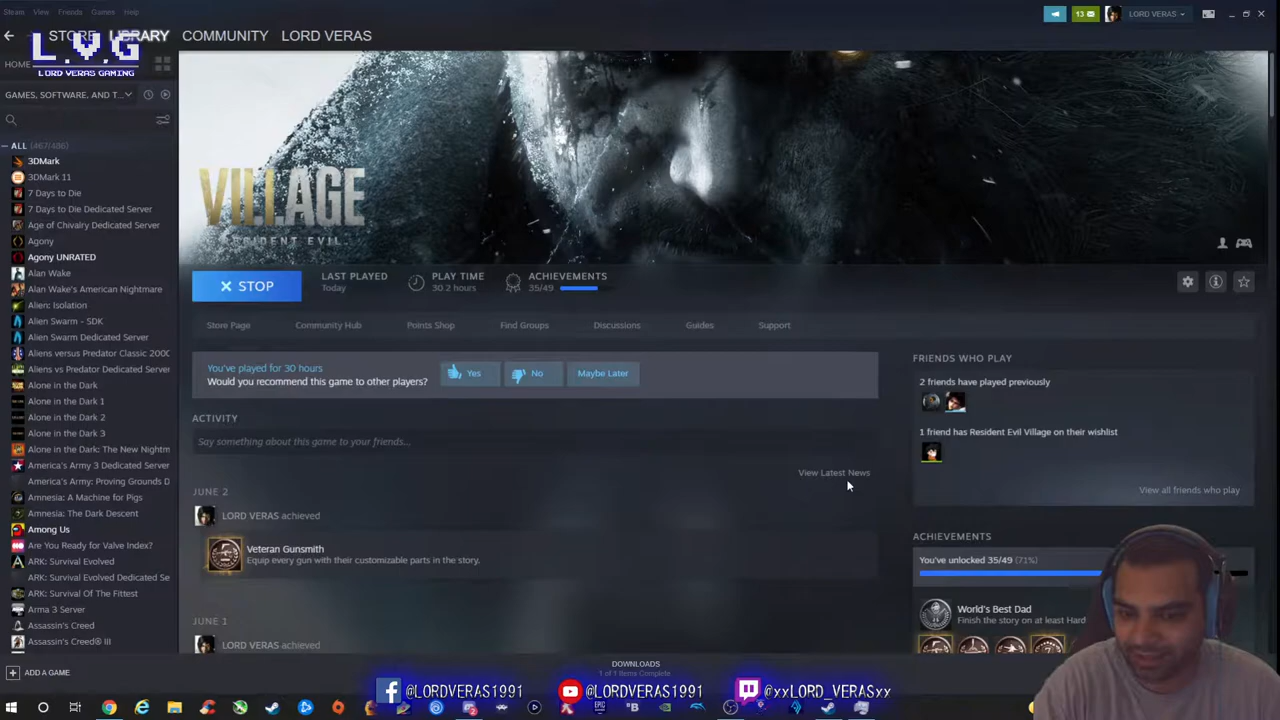 Steam View Friends Games Help
13
LORD VERAS
STORE LIBRARY COMMUNITY LORD VERAS
L.V.G
LORD VERAS GAMING
HOME
GAMES, SOFTWARE, AND T...
ALL (467/486)
3DMark
3DMark 11
7 Days to Die
7 Days to Die Dedicated Server
Age of Chivalry Dedicated Server
Agony
Agony UNRATED
Alan Wake
Alan Wake's American Nightmare
Alien: Isolation
Alien Swarm - SDK
Alien Swarm Dedicated Server
Aliens versus Predator Classic 2000
Aliens vs Predator Dedicated Server
Alone in the Dark
Alone in the Dark 1
Alone in the Dark 2
Alone in the Dark 3
Alone in the Dark: The New Nightm
America's Army 3 Dedicated Server
America's Army: Proving Grounds D
Amnesia: A Machine for Pigs
Amnesia: The Dark Descent
Among Us
Are You Ready for Valve Index?
ARK: Survival Evolved
ARK: Survival Evolved Dedicated Se
ARK: Survival Of The Fittest
Arma 3 Server
Assassin's Creed
Assassin's Creed® III
ADD A GAME
VILLAGE
RESIDENT EVIL
STOP
LAST PLAYED
Today
PLAY TIME
30.2 hours
ACHIEVEMENTS
35/49
Store Page Community Hub Points Shop Find Groups Discussions Guides Support
You've played for 30 hours
Would you recommend this game to other players?
Yes No Maybe Later
ACTIVITY
Say something about this game to your friends...
View Latest News
JUNE 2
LORD VERAS achieved
Veteran Gunsmith
Equip every gun with their customizable parts in the story.
JUNE 1
LORD VERAS achieved
FRIENDS WHO PLAY
2 friends have played previously
1 friend has Resident Evil Village on their wishlist
View all friends who play
ACHIEVEMENTS
You've unlocked 35/49 (71%)
World's Best Dad
Finish the story on at least Hard
DOWNLOADS
1 of 1 Items Complete
@LORDVERAS1991 @LORDVERAS1991 @xxLORD_VERASxx